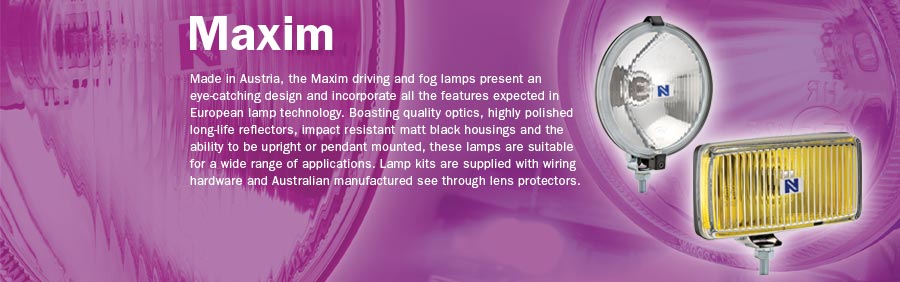 Maxim
Made in Austria, the Maxim driving and fog lamps present an
eye-catching design and incorporate all the features expected in
European lamp technology. Boasting quality optics, highly polished
long-life reflectors, impact resistant matt black housings and the
ability to be upright or pendant mounted, these lamps are suitable
for a wide range of applications. Lamp kits are supplied with wiring
hardware and Australian manufactured see through lens protectors.
N
N
HR